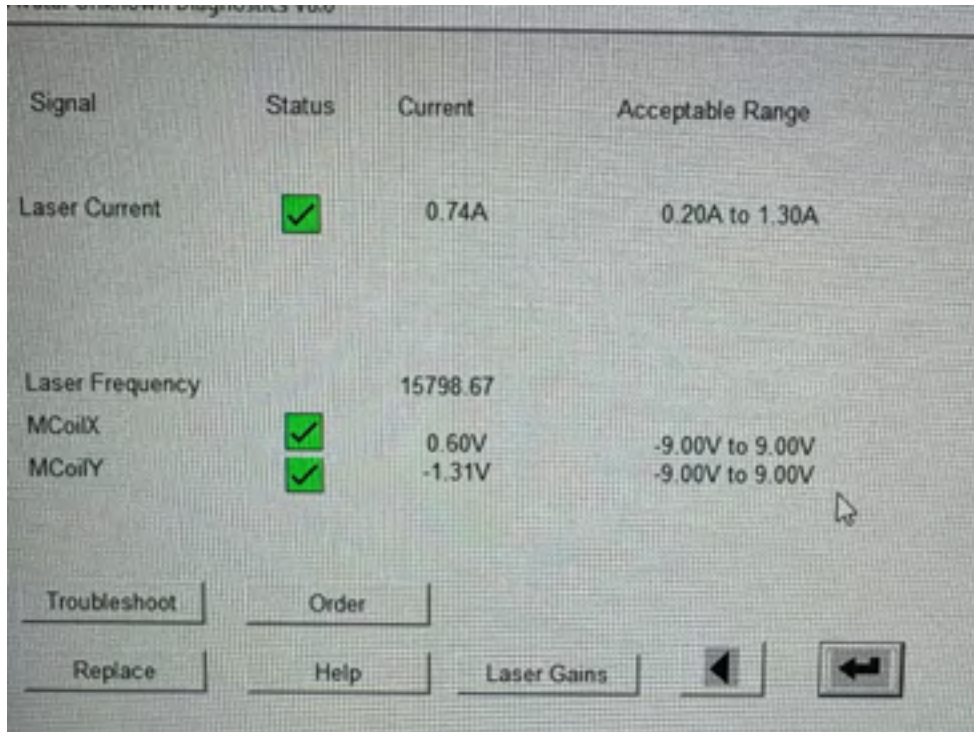 Unknown Diagnostics
Signal Status Current Acceptable Range
Laser Current 0.74A 0.20A to 1.30A
Laser Frequency 15798.67
MCoilX 0.60V -9.00V to 9.00V
MCoilY -1.31V -9.00V to 9.00V
Troubleshoot Order
Replace Help Laser Gains